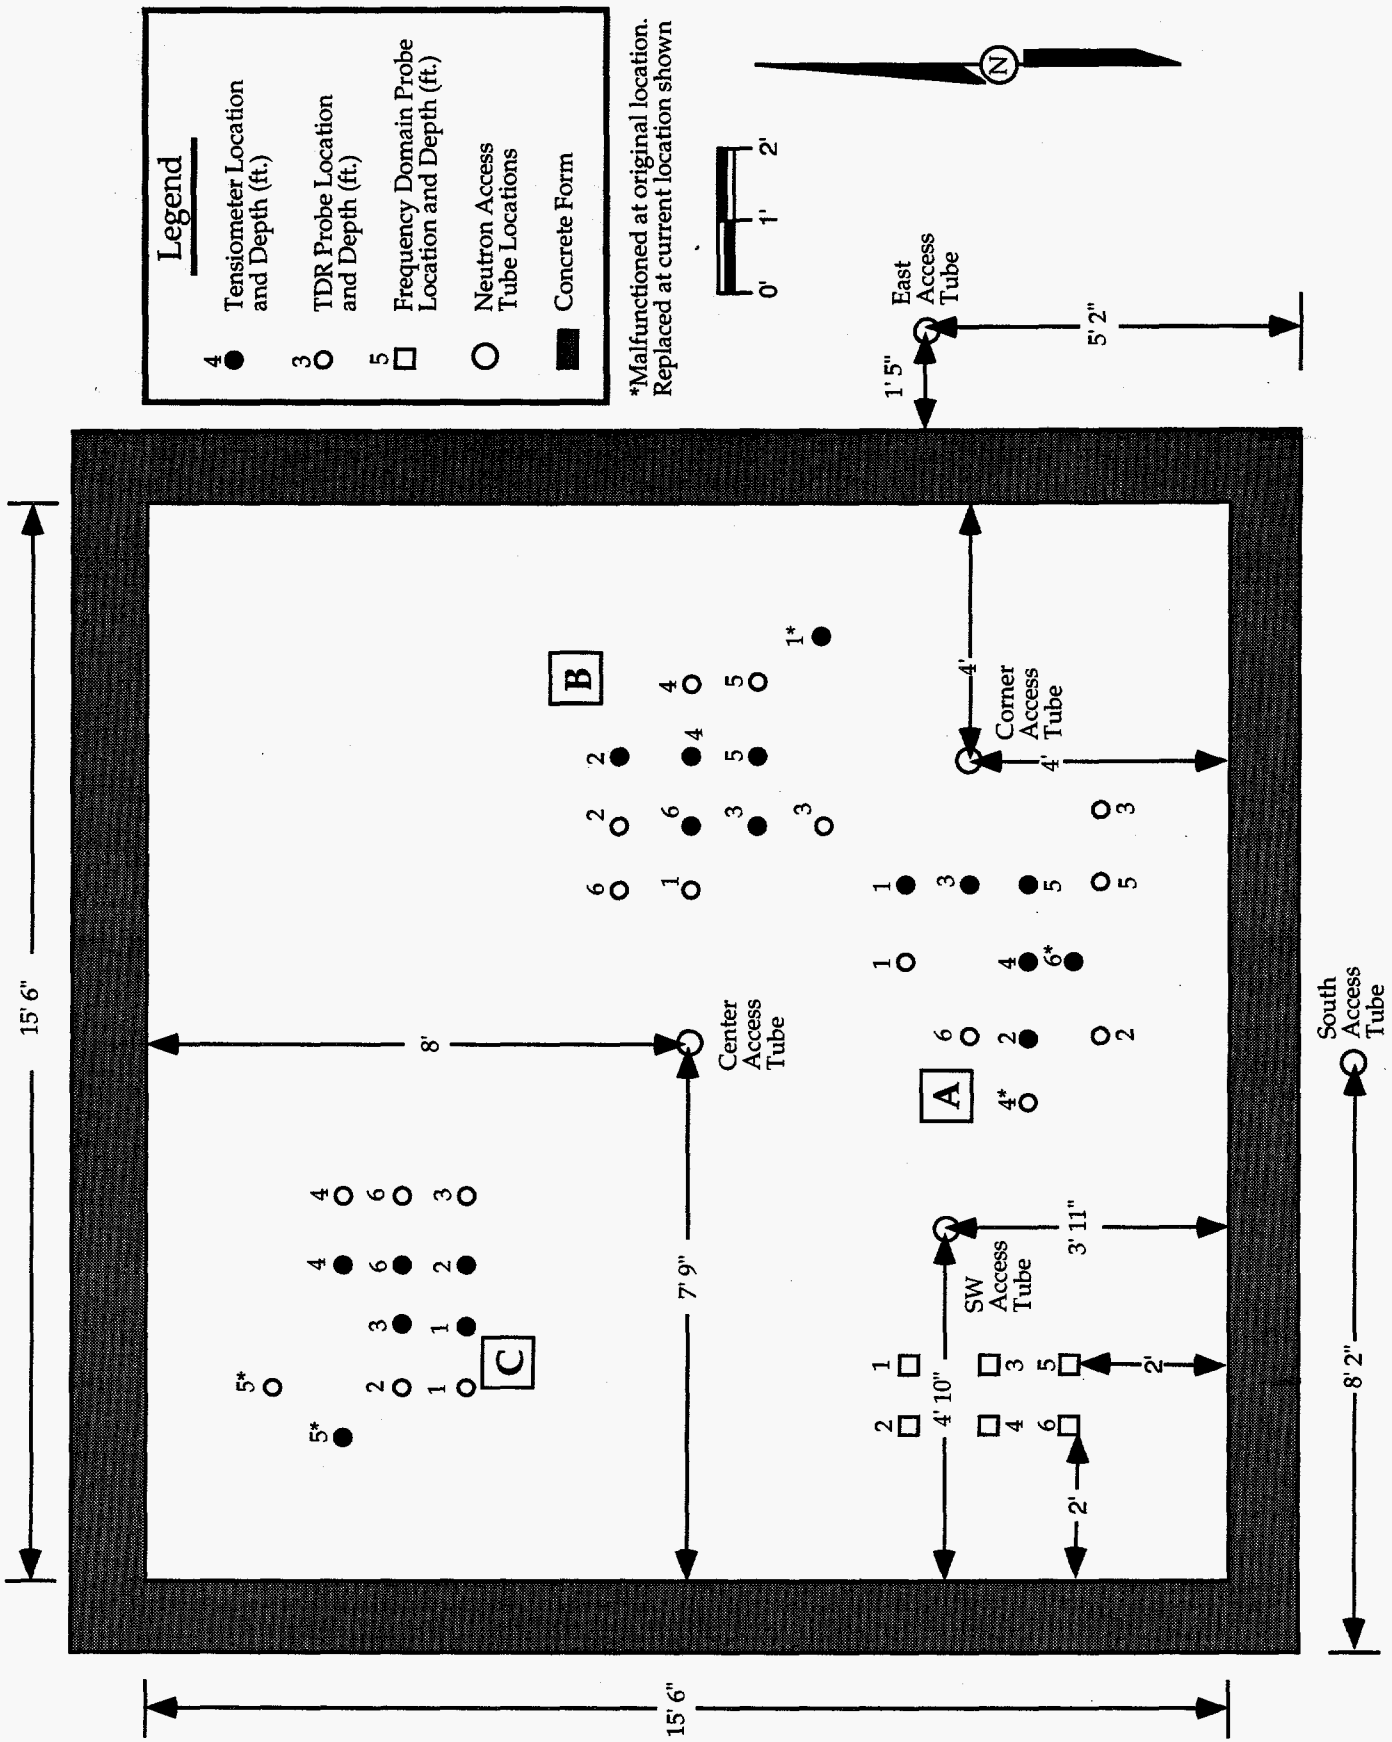 15' 6"
15' 6"
Legend
4
Tensiometer Location
and Depth (ft.)
3
TDR Probe Location
and Depth (ft.)
5
Frequency Domain Probe
Location and Depth (ft.)
Neutron Access
Tube Locations
Concrete Form
*Malfunctioned at original location.
Replaced at current location shown
0' 1' 2'
N
5*
5* 4 4
2 3 6 6
1 1 2 3
C
8'
7' 9"
Center
Access
Tube
B
6 2 2
1 6 4 4
3 5 5
3 1*
A
1 1
6 3
4* 2 4 5
6*
2 5 3
4'
4'
Corner
Access
Tube
1' 5"
East
Access
Tube
5' 2"
2 1
4' 10"
SW
Access
Tube
4 3
6 5
3' 11"
2'
2'
8' 2"
South
Access
Tube